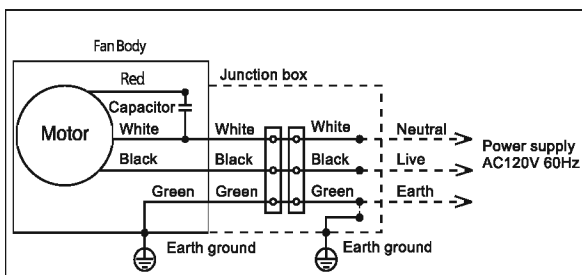 Fan Body
Red
Junction box
Capacitor
Motor
White White White Neutral
Power supply
AC120V 60Hz
Black Black Black Live
Green Green Green Earth
Earth ground Earth ground